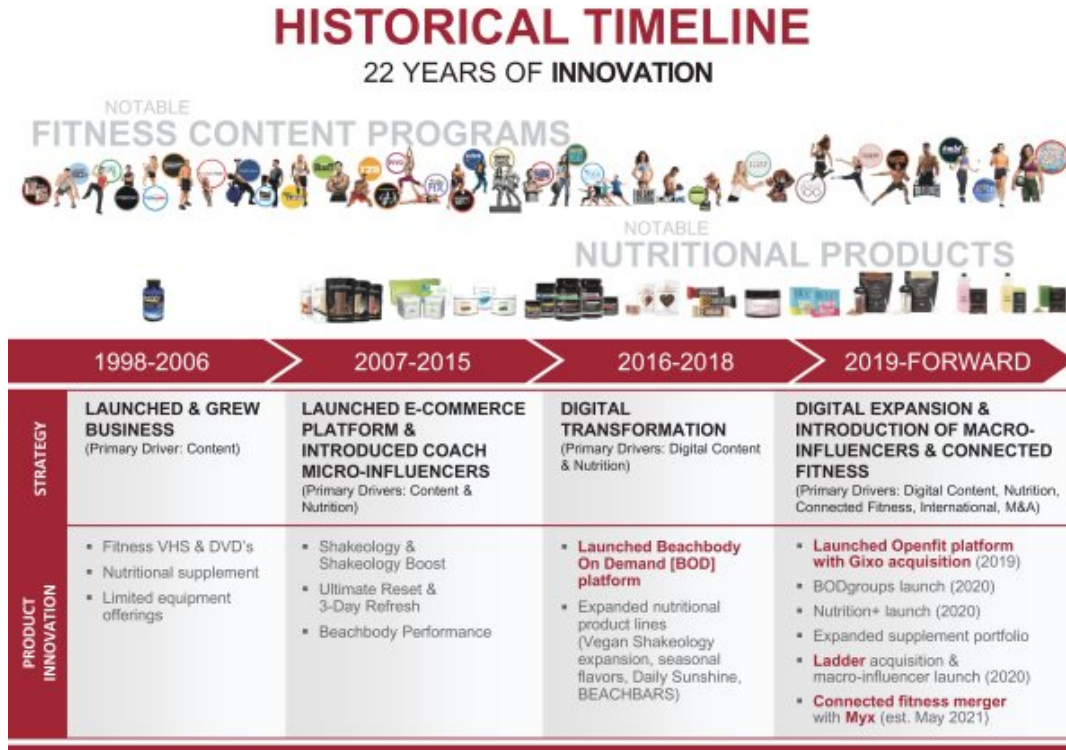 HISTORICAL TIMELINE
22 YEARS OF INNOVATION
NOTABLE
FITNESS CONTENT PROGRAMS
NOTABLE
NUTRITIONAL PRODUCTS
1998-2006
2007-2015
2016-2018
2019-FORWARD
STRATEGY
LAUNCHED & GREW
BUSINESS
(Primary Driver: Content)
LAUNCHED E-COMMERCE
PLATFORM &
INTRODUCED COACH
MICRO-INFLUENCERS
(Primary Drivers: Content &
Nutrition)
DIGITAL
TRANSFORMATION
(Primary Drivers: Digital Content
& Nutrition)
DIGITAL EXPANSION &
INTRODUCTION OF MACRO-
INFLUENCERS & CONNECTED
FITNESS
(Primary Drivers: Digital Content, Nutrition,
Connected Fitness, International, M&A)
PRODUCT
INNOVATION
▪ Fitness VHS & DVD's
▪ Nutritional supplement
▪ Limited equipment
offerings
▪ Shakeology &
Shakeology Boost
▪ Ultimate Reset &
3-Day Refresh
▪ Beachbody Performance
▪ Launched Beachbody
On Demand [BOD]
platform
▪ Expanded nutritional
product lines
(Vegan Shakeology
expansion, seasonal
flavors, Daily Sunshine,
BEACHBARS)
▪ Launched Openfit platform
with Gixo acquisition (2019)
▪ BODgroups launch (2020)
▪ Nutrition+ launch (2020)
▪ Expanded supplement portfolio
▪ Ladder acquisition &
macro-influencer launch (2020)
▪ Connected fitness merger
with Myx (est. May 2021)